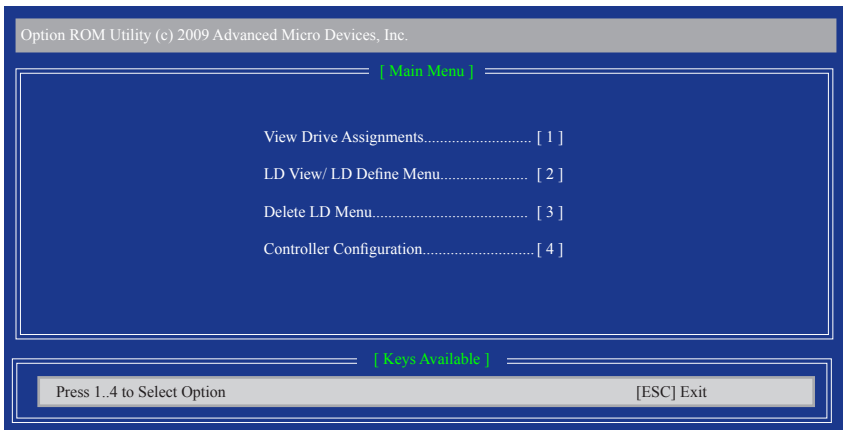 Option ROM Utility (c) 2009 Advanced Micro Devices, Inc.
[ Main Menu ]
View Drive Assignments........................... [ 1 ]
LD View/ LD Define Menu...................... [ 2 ]
Delete LD Menu....................................... [ 3 ]
Controller Configuration............................[ 4 ]
[ Keys Available ]
Press 1..4 to Select Option [ESC] Exit